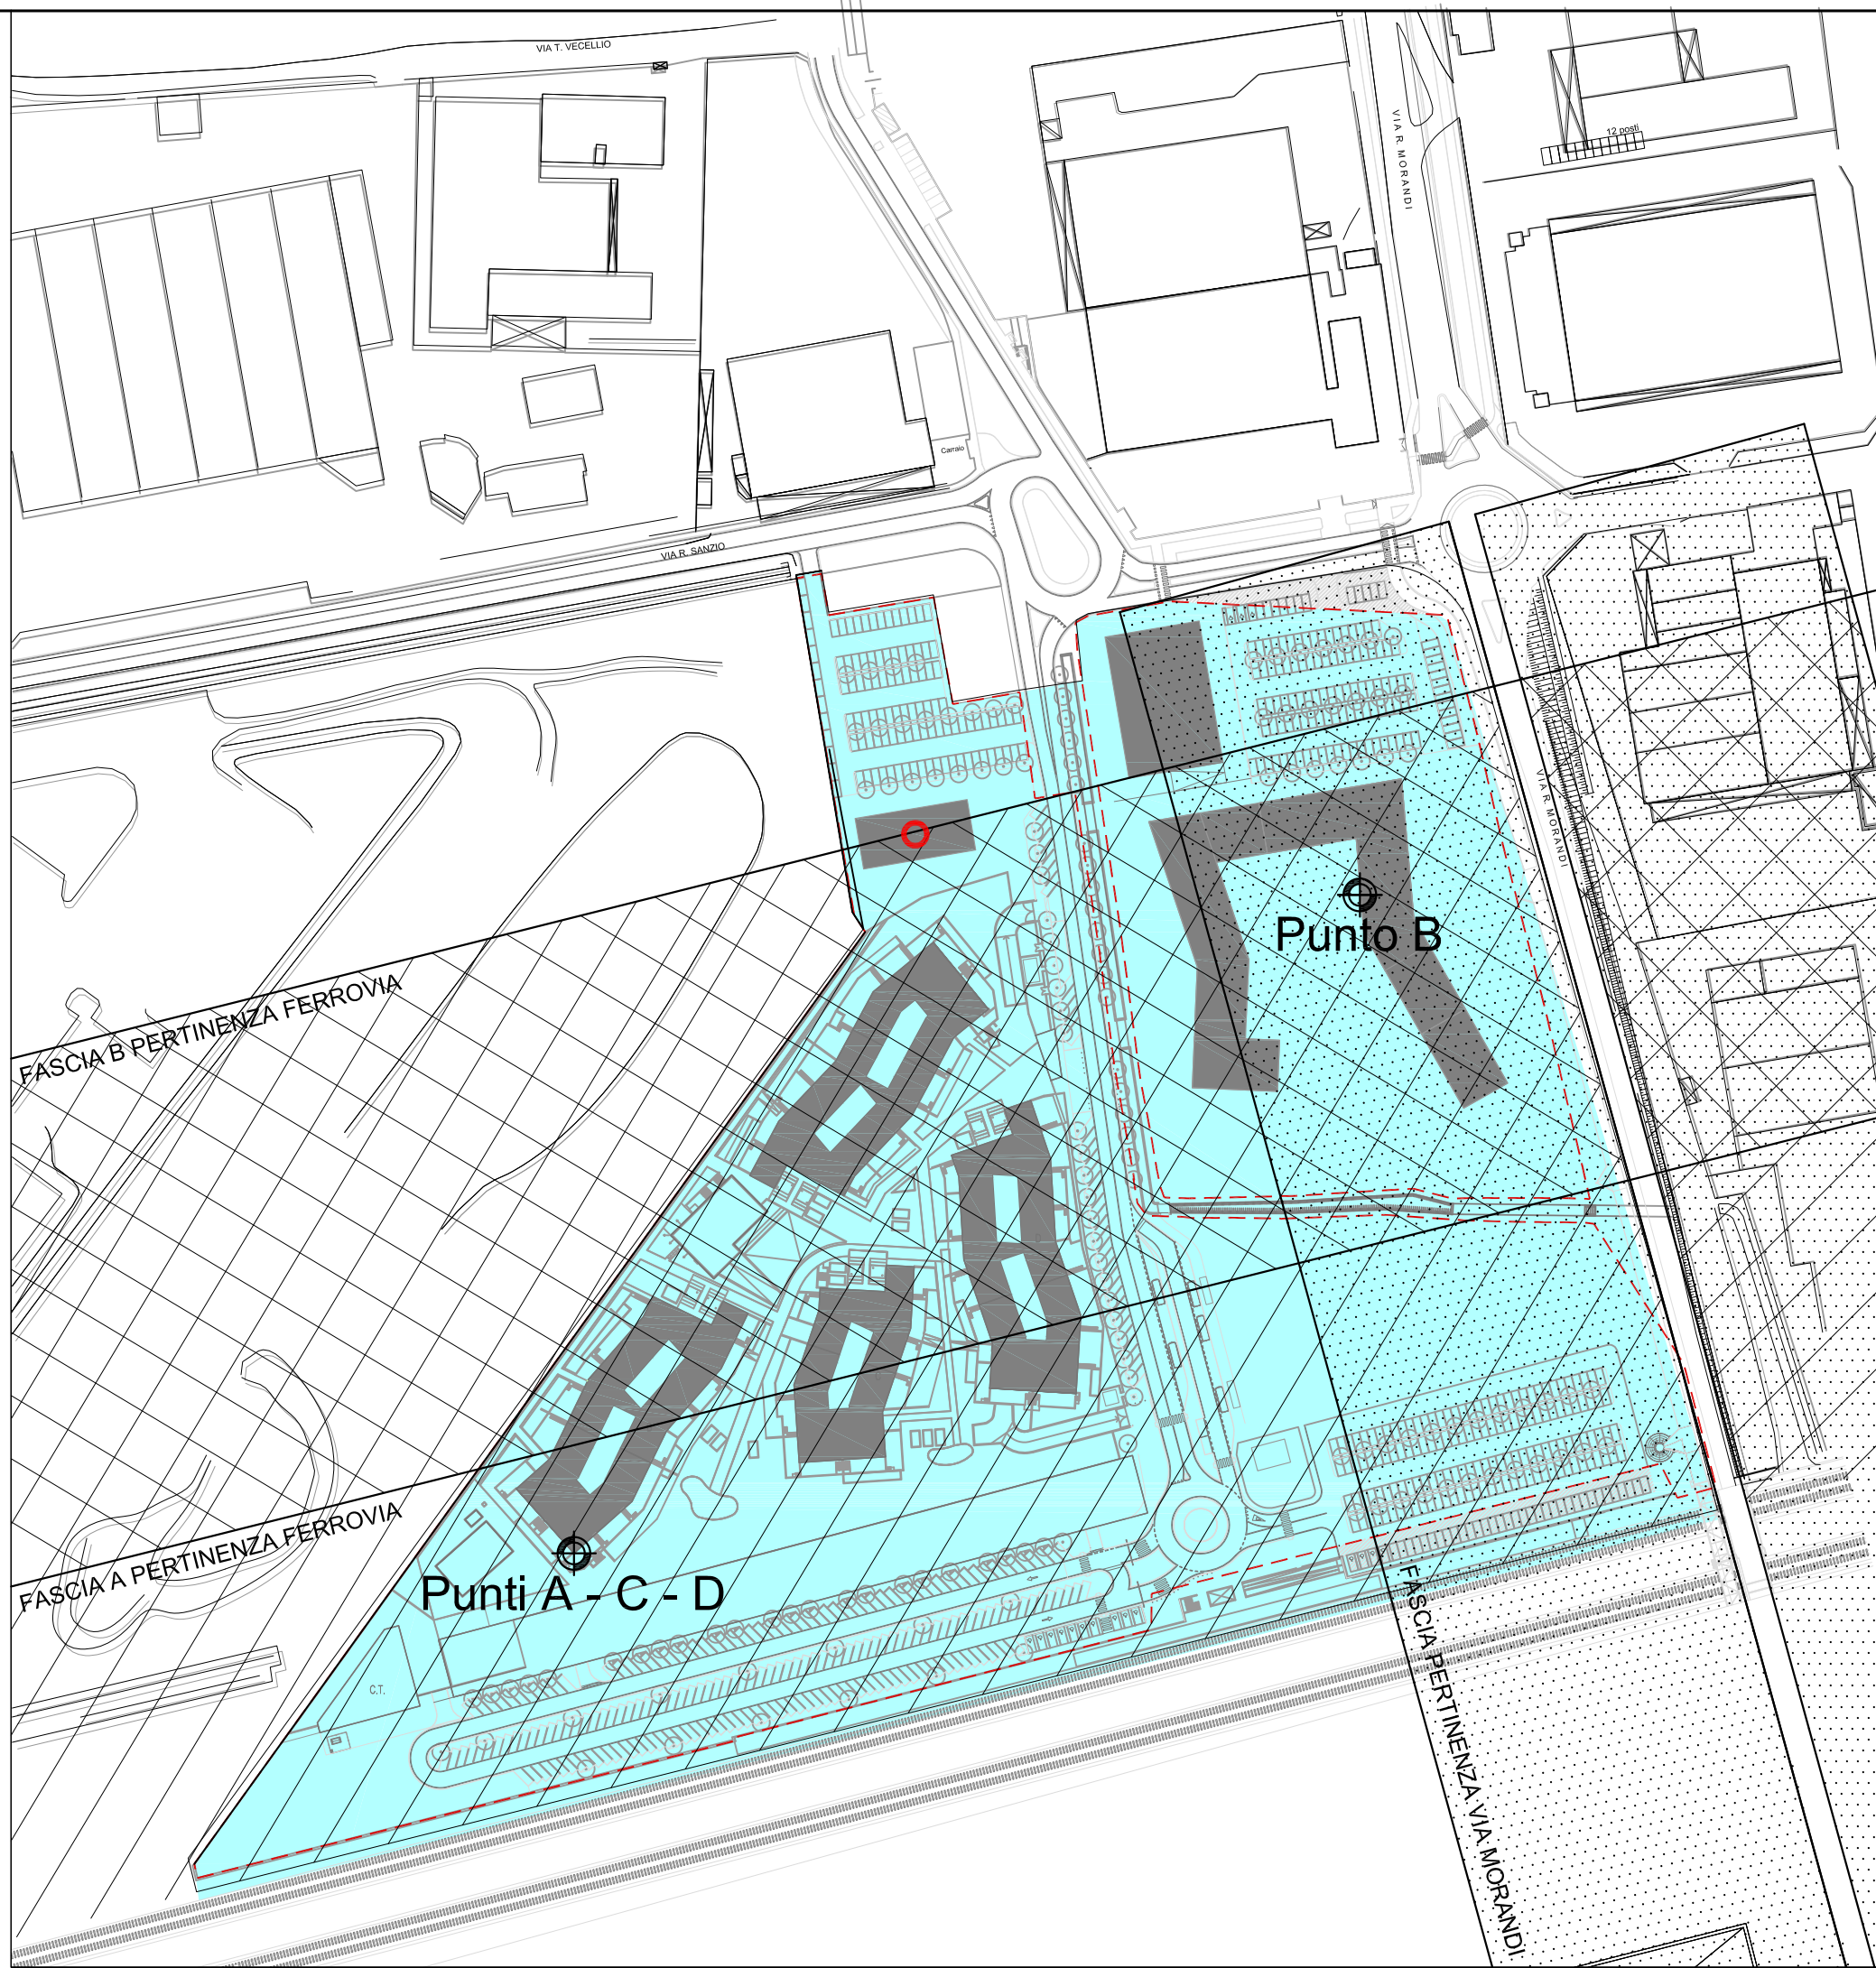 VIA T. VECELLIO
VIA R. MORANDI
12 posti
Carraio
VIA R. SANZIO
VIA R. MORANDI
Punto B
FASCIA B PERTINENZA FERROVIA
FASCIA A PERTINENZA FERROVIA
Punti A - C - D
C.T.
FASCIA PERTINENZA VIA MORANDI